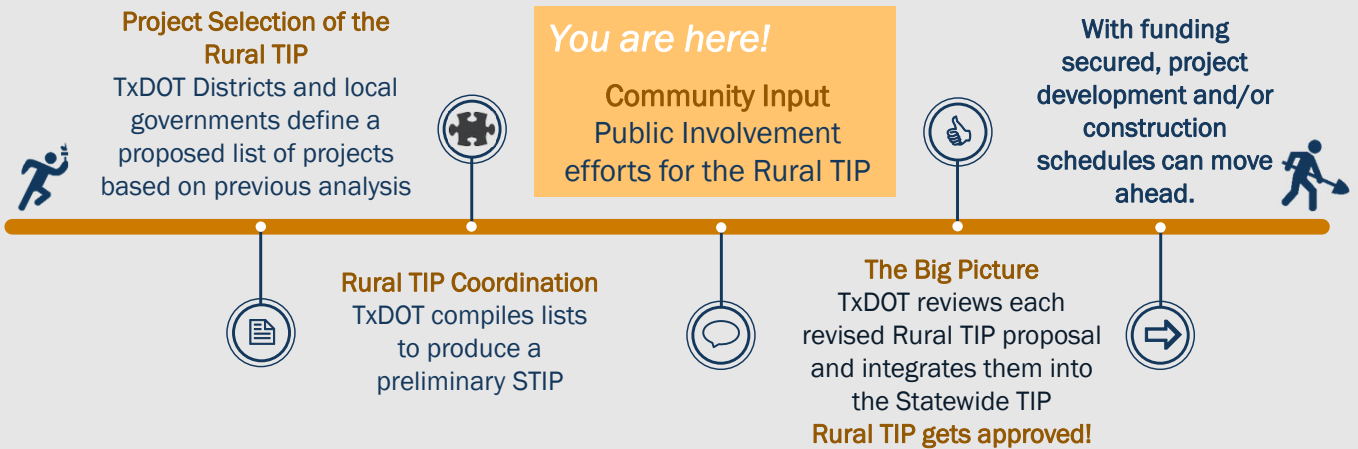 Project Selection of the
Rural TIP
TxDOT Districts and local
governments define a
proposed list of projects
based on previous analysis
Rural TIP Coordination
TxDOT compiles lists
to produce a
preliminary STIP
You are here!
Community Input
Public Involvement
efforts for the Rural TIP
The Big Picture
TxDOT reviews each
revised Rural TIP proposal
and integrates them into
the Statewide TIP
Rural TIP gets approved!
With funding
secured, project
development and/or
construction
schedules can move
ahead.